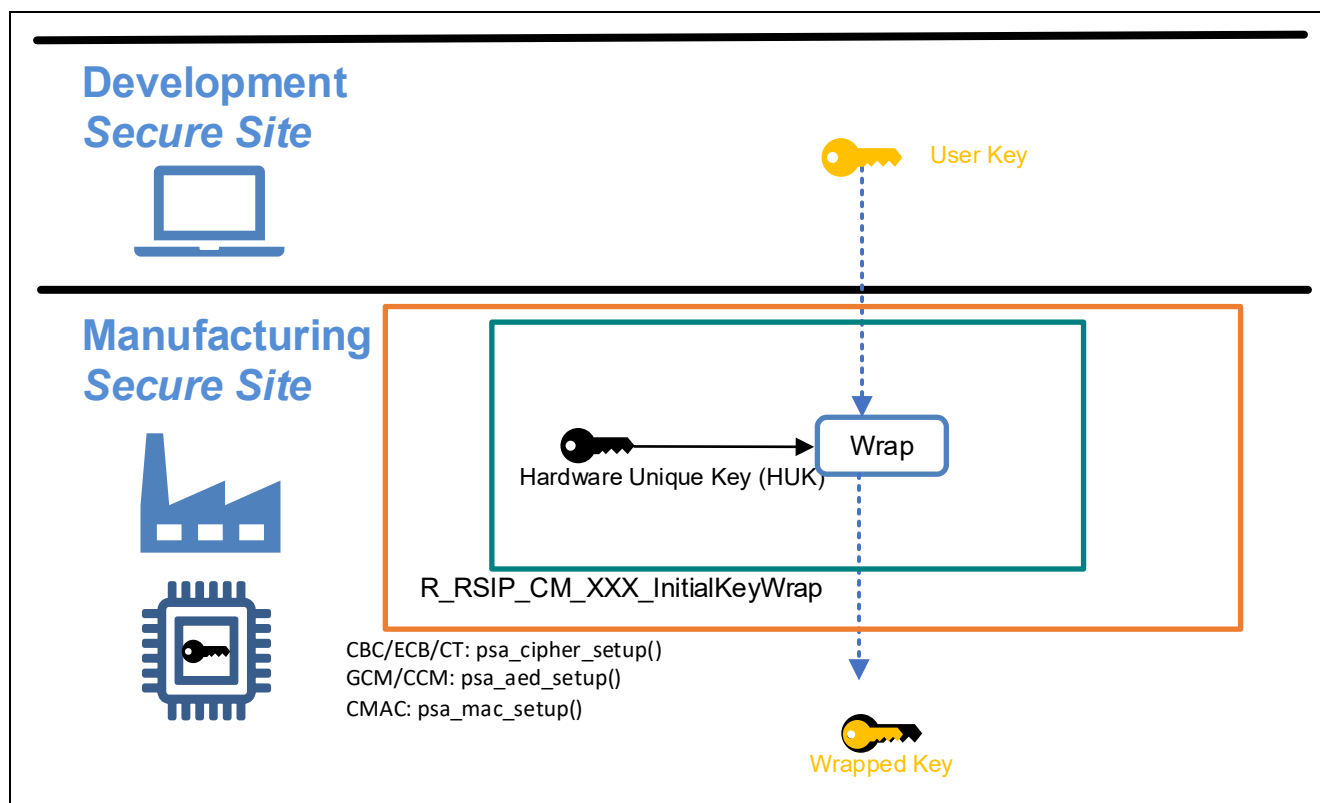 Development
Secure Site
User Key
Manufacturing
Secure Site
Wrap
Hardware Unique Key (HUK)
R_RSIP_CM_XXX_InitialKeyWrap
CBC/ECB/CT: psa_cipher_setup()
GCM/CCM: psa_aed_setup()
CMAC: psa_mac_setup()
Wrapped Key